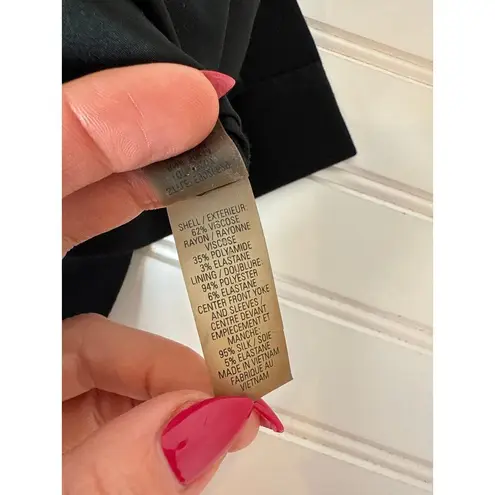 SHELL / EXTERIEUR:
62% VISCOSE
RAYON / RAYONNE
VISCOSE
35% POLYAMIDE
3% ELASTANE
LINING / DOUBLURE:
94% POLYESTER
6% ELASTANE
CENTER FRONT YOKE
AND SLEEVES /
CENTRE DEVANT
EMPIECEMENT ET
MANCHE:
95% SILK / SOIE
5% ELASTANE
MADE IN VIETNAM
FABRIQUE AU
VIETNAM